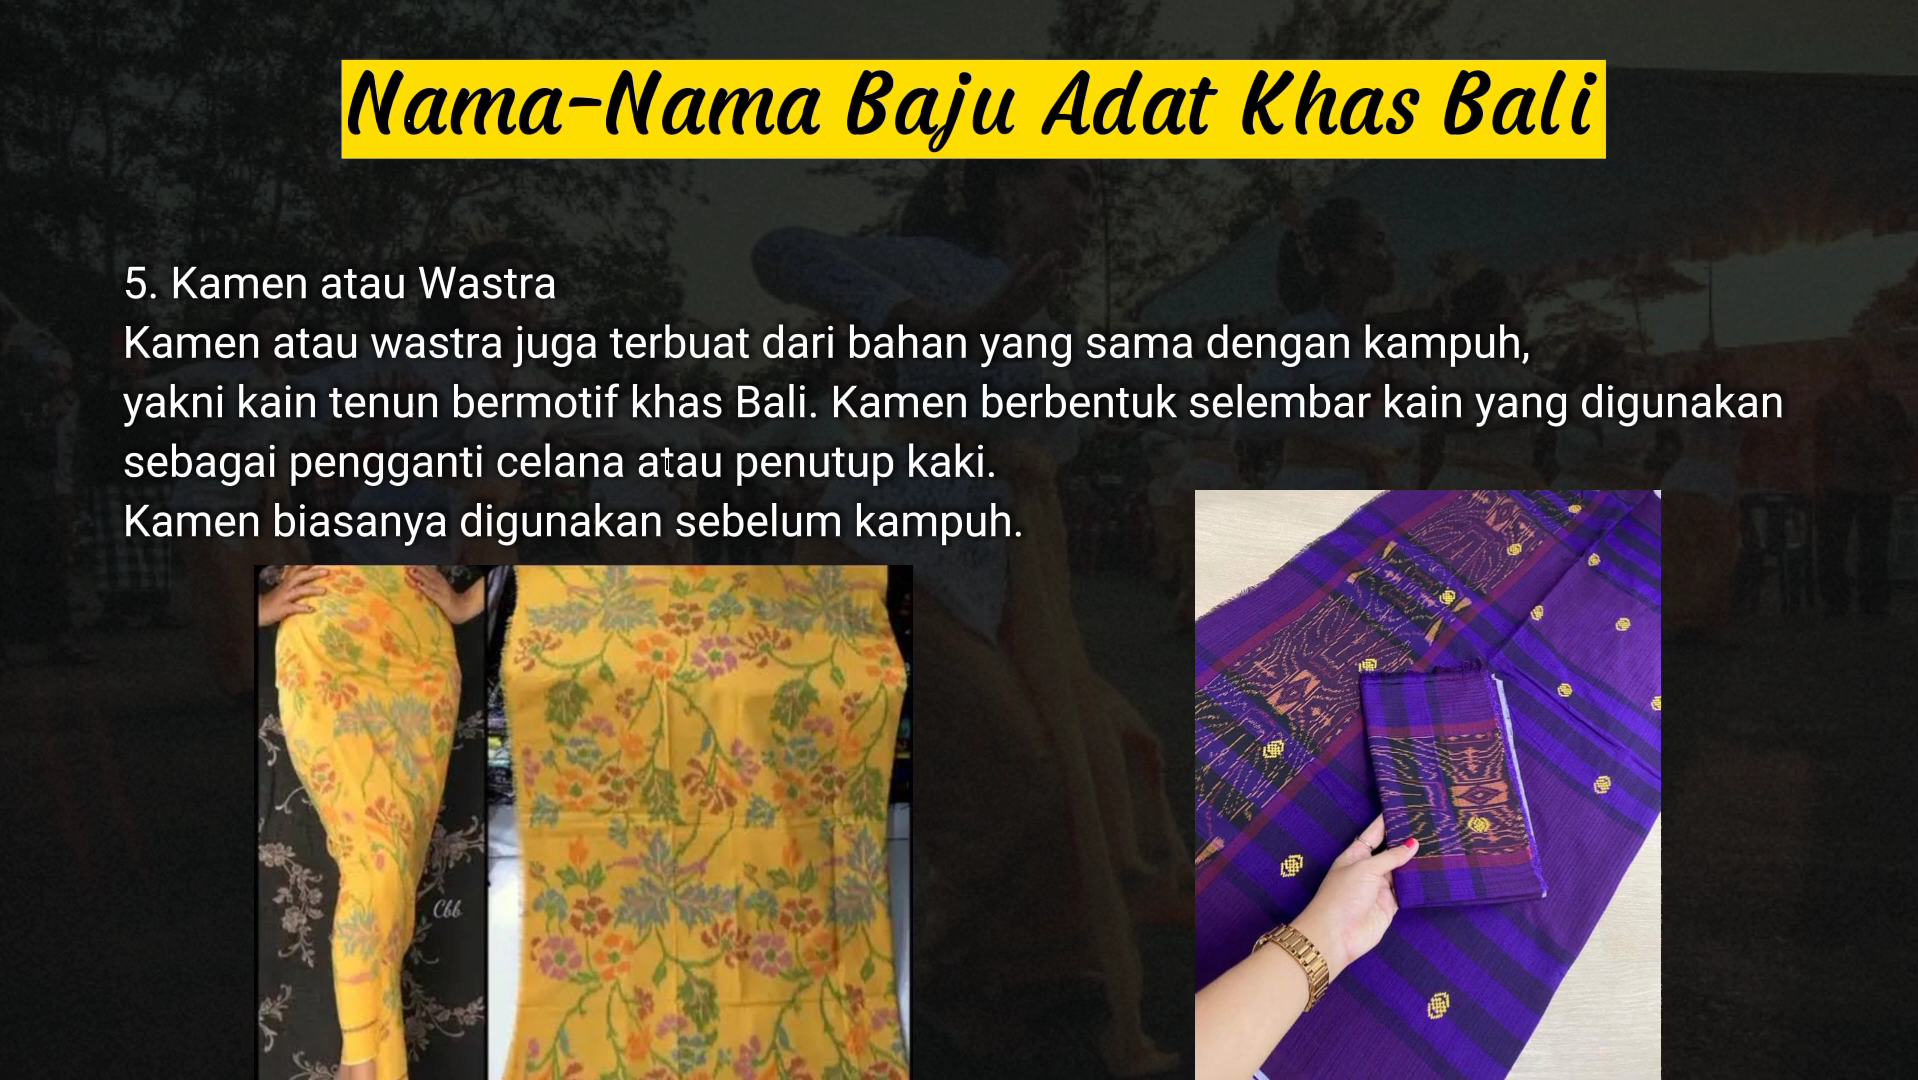 Nama-Nama Baju Adat Khas Bali
5. Kamen atau Wastra
Kamen atau wastra juga terbuat dari bahan yang sama dengan kampuh,
yakni kain tenun bermotif khas Bali. Kamen berbentuk selembar kain yang digunakan
sebagai pengganti celana atau penutup kaki.
Kamen biasanya digunakan sebelum kampuh.
Cbb